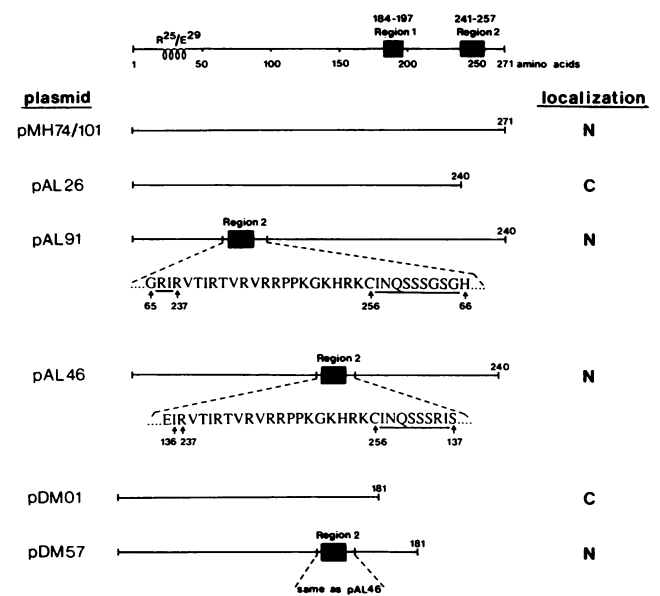 184-197 241-257
R25/E29 Region 1 Region 2
1 50 100 150 200 250 271 amino acids
plasmid localization
pMH74/101 271 N
pAL26 240 C
pAL91 Region 2 240 N
....GRIRVTIRTVRVRRPPKGKHRKCINQSSSGSGH....
65 237 256 66
pAL46 Region 2 240 N
....EIRVTIRTVRVRRPPKGKHRKCINQSSSRIS....
136 237 256 137
pDM01 181 C
pDM57 Region 2 181 N
same as pAL46